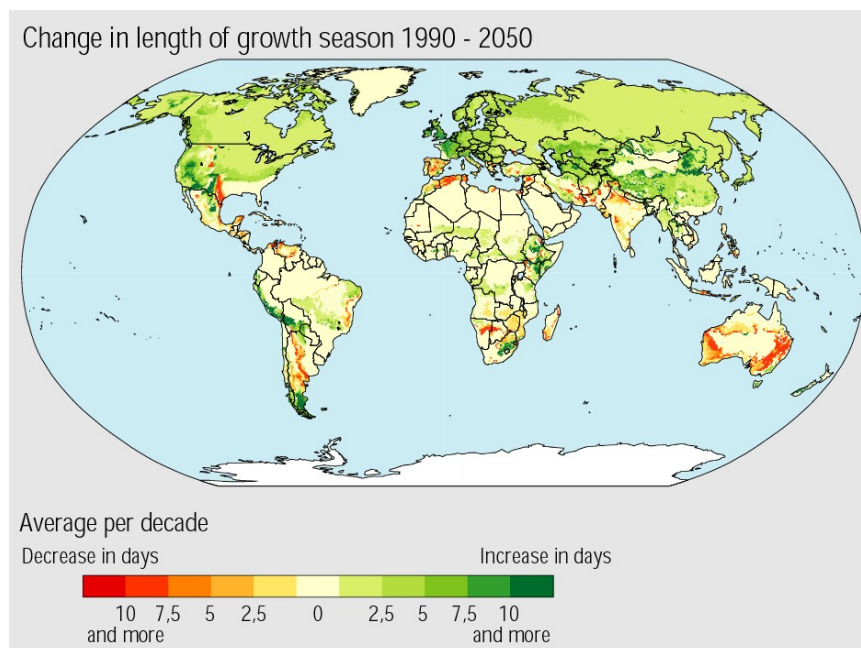 Change in length of growth season 1990 - 2050
Average per decade
Decrease in days Increase in days
10 7,5 5 2,5 0 2,5 5 7,5 10
and more and more